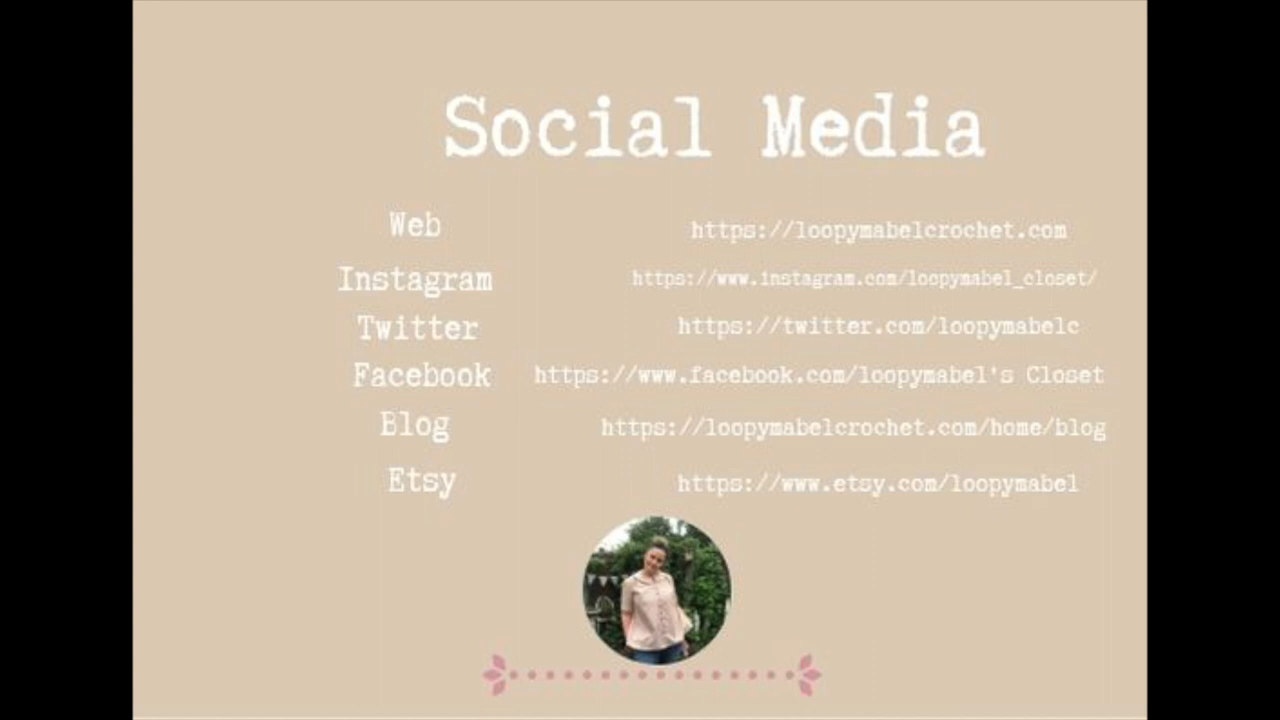 Social Media
Web https://loopymabelcrochet.com
Instagram https://www.instagram.com/loopymabel_closet/
Twitter https://twitter.com/loopymabelc
Facebook https://www.facebook.com/loopymabel's Closet
Blog https://loopymabelcrochet.com/home/blog
Etsy https://www.etsy.com/loopymabel